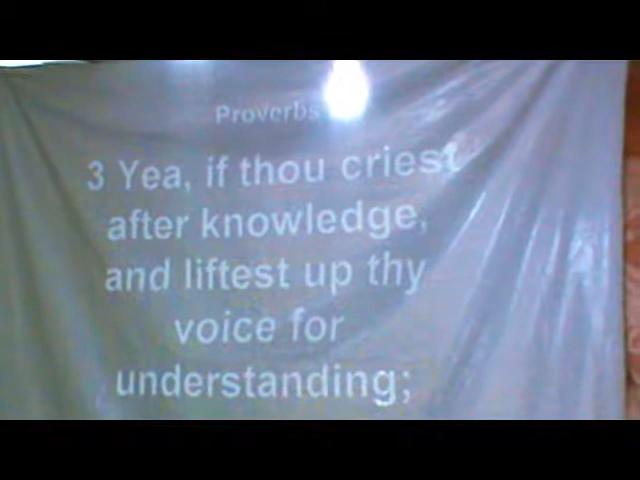 Proverbs
3 Yea, if thou criest
after knowledge,
and liftest up thy
voice for
understanding;